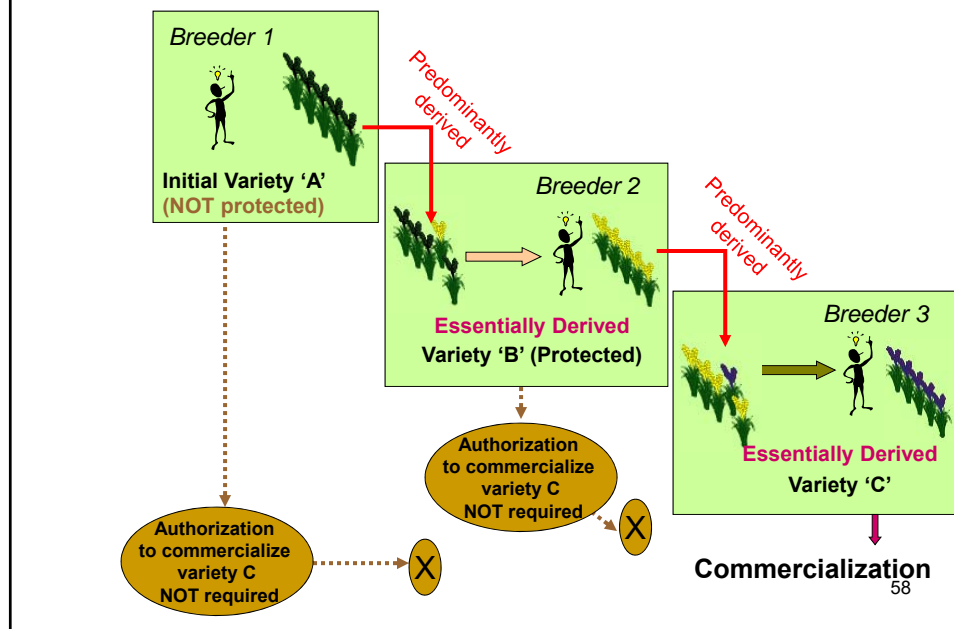 Breeder 1
Initial Variety ‘A’
(NOT protected)
Predominantly
derived
Breeder 2
Essentially Derived
Variety ‘B’ (Protected)
Predominantly
derived
Breeder 3
Essentially Derived
Variety ‘C’
Authorization
to commercialize
variety C
NOT required
X
Authorization
to commercialize
variety C
NOT required
X
Commercialization
58